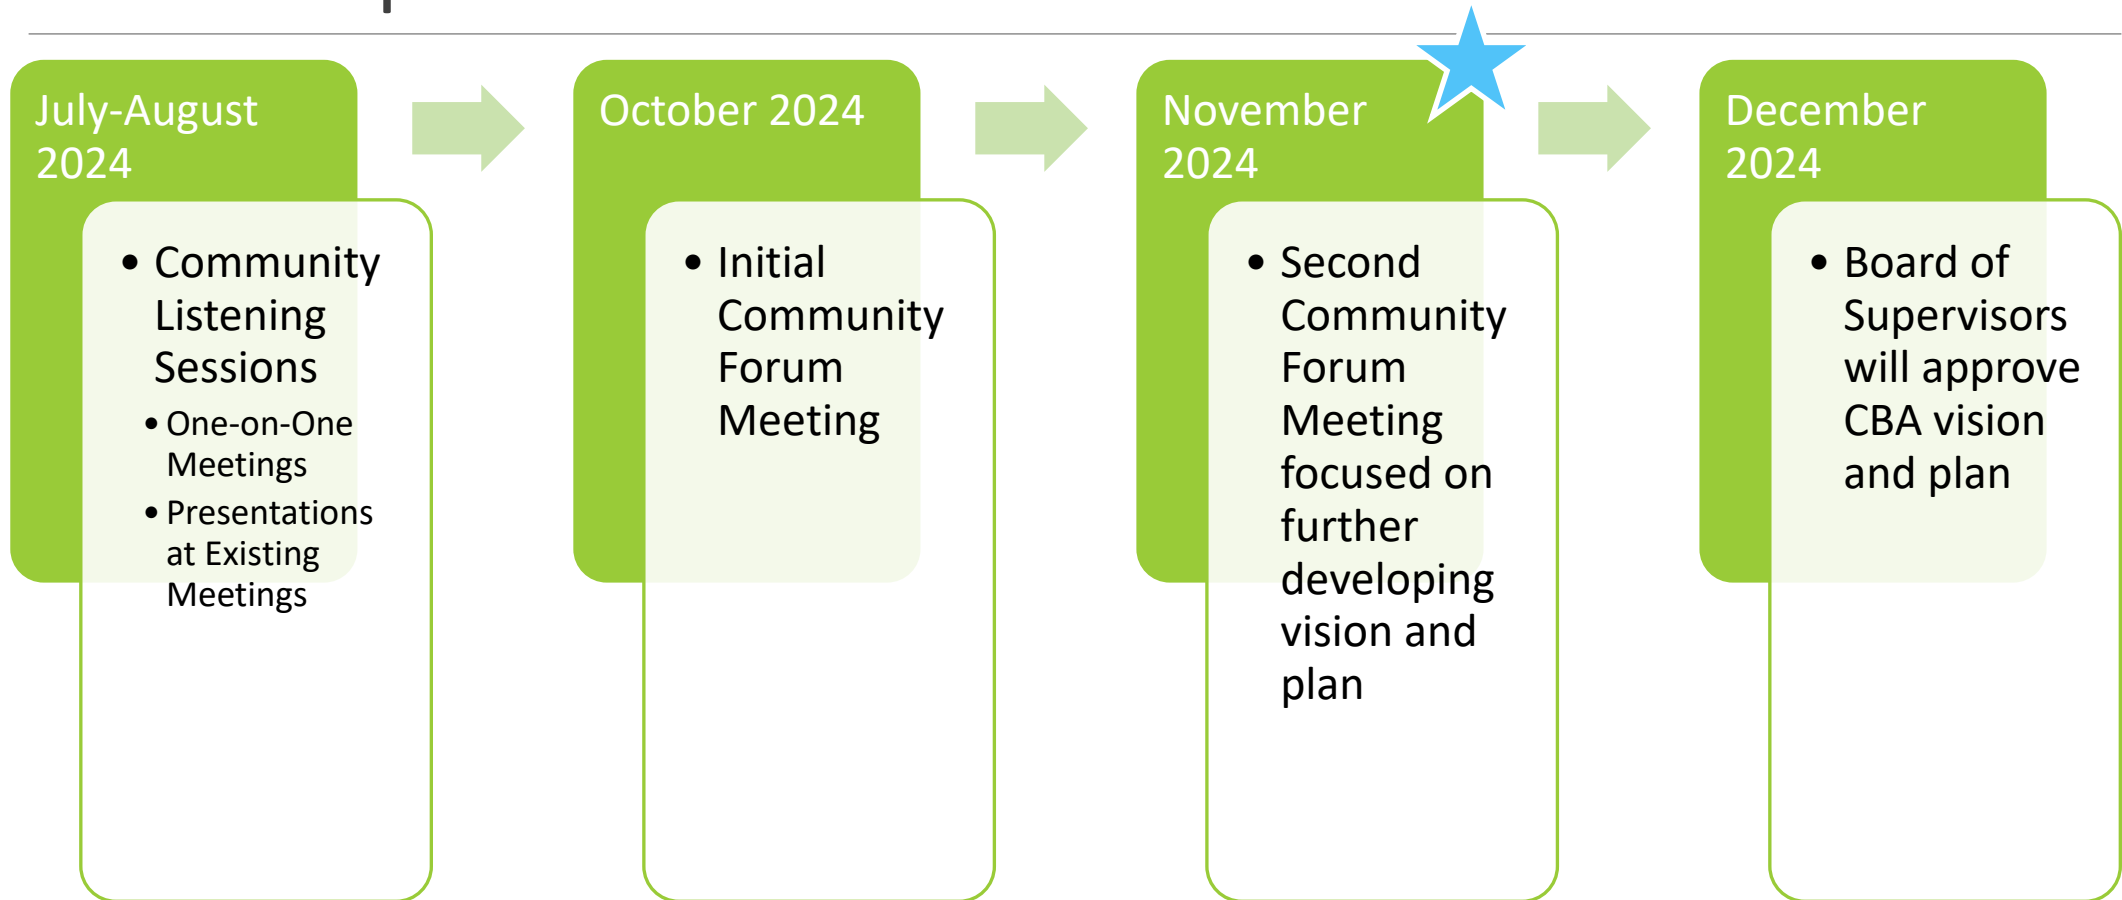 July-August
2024
• Community
Listening
Sessions
• One-on-One
Meetings
• Presentations
at Existing
Meetings
October 2024
• Initial
Community
Forum
Meeting
November
2024
• Second
Community
Forum
Meeting
focused on
further
developing
vision and
plan
December
2024
• Board of
Supervisors
will approve
CBA vision
and plan